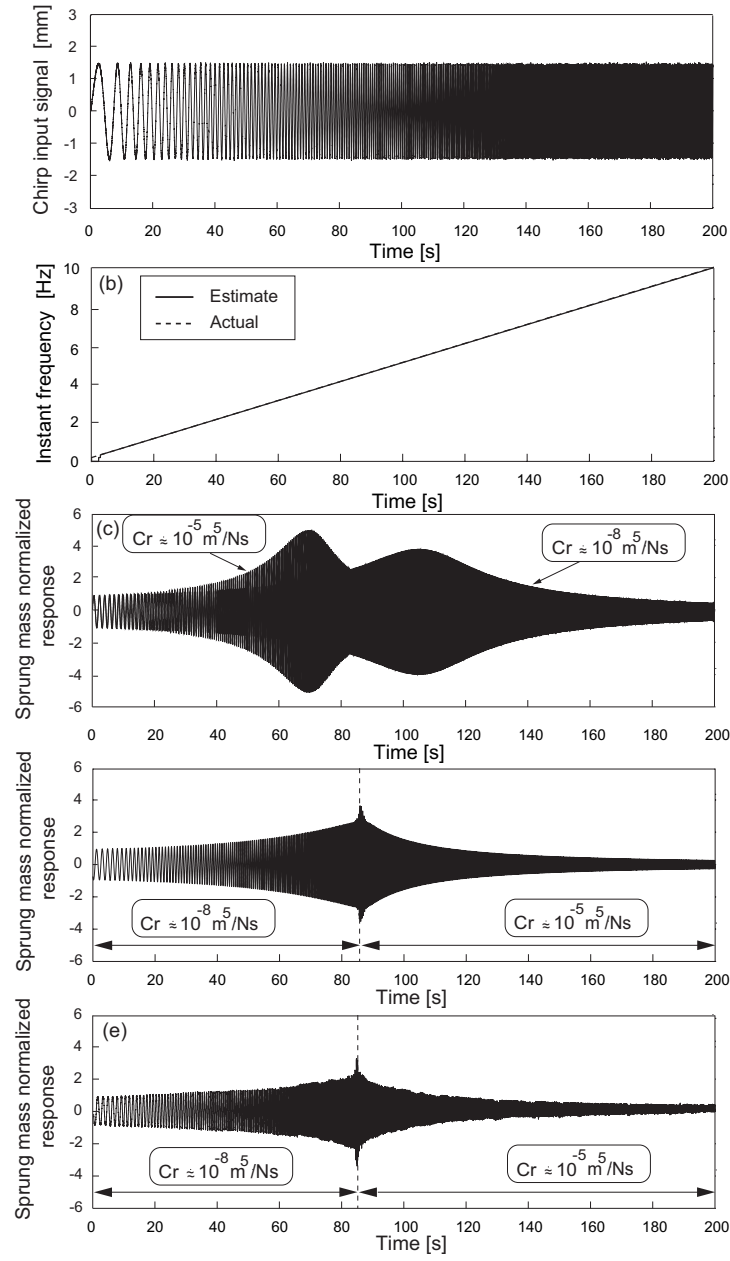 3
2
1
0
-1
-2
-3
Chirp input signal [mm]
0 20 40 60 80 100 120 140 160 180 200
Time [s]
10
8
6
4
2
0
Instant frequency [Hz]
(b)
Estimate
Actual
0 20 40 60 80 100 120 140 160 180 200
Time [s]
6
4
2
0
-2
-4
-6
Sprung mass normalized
response
(c)
Cr ≈ 10^-5 m^5/Ns
Cr ≈ 10^-8 m^5/Ns
0 20 40 60 80 100 120 140 160 180 200
Time [s]
6
4
2
0
-2
-4
-6
Sprung mass normalized
response
Cr ≈ 10^-8 m^5/Ns
Cr ≈ 10^-5 m^5/Ns
0 20 40 60 80 100 120 140 160 180 200
Time [s]
6
4
2
0
-2
-4
-6
Sprung mass normalized
response
(e)
Cr ≈ 10^-8 m^5/Ns
Cr ≈ 10^-5 m^5/Ns
0 20 40 60 80 100 120 140 160 180 200
Time [s]